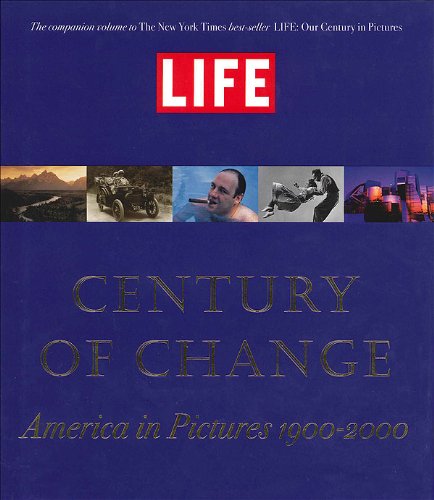 The companion volume to The New York Times best-seller LIFE: Our Century in Pictures
LIFE
CENTURY
OF CHANGE
America in Pictures 1900-2000